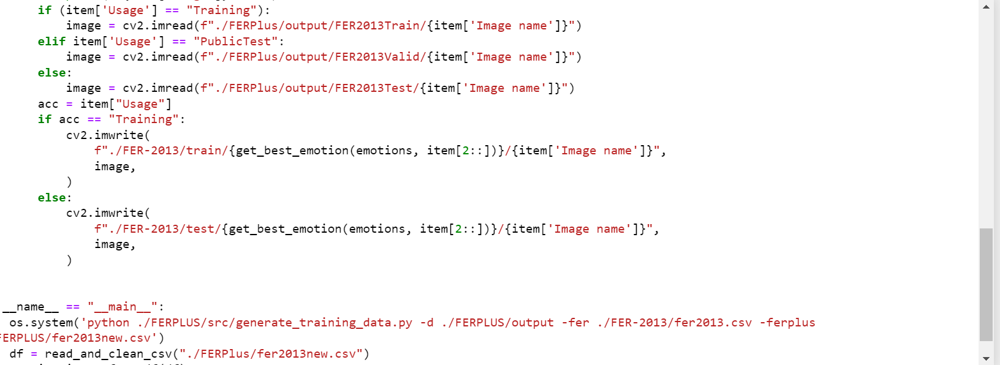 if (item['Usage'] == "Training"):
image = cv2.imread(f"./FERPlus/output/FER2013Train/{item['Image name']}")
elif item['Usage'] == "PublicTest":
image = cv2.imread(f"./FERPlus/output/FER2013Valid/{item['Image name']}")
else:
image = cv2.imread(f"./FERPlus/output/FER2013Test/{item['Image name']}")
acc = item["Usage"]
if acc == "Training":
cv2.imwrite(
f"./FER-2013/train/{get_best_emotion(emotions, item[2::])}/{item['Image name']}",
image,
)
else:
cv2.imwrite(
f"./FER-2013/test/{get_best_emotion(emotions, item[2::])}/{item['Image name']}",
image,
)
__name__ == "__main__":
os.system('python ./FERPLUS/src/generate_training_data.py -d ./FERPLUS/output -fer ./FER-2013/fer2013.csv -ferplus
FERPLUS/fer2013new.csv')
df = read_and_clean_csv("./FERPlus/fer2013new.csv")